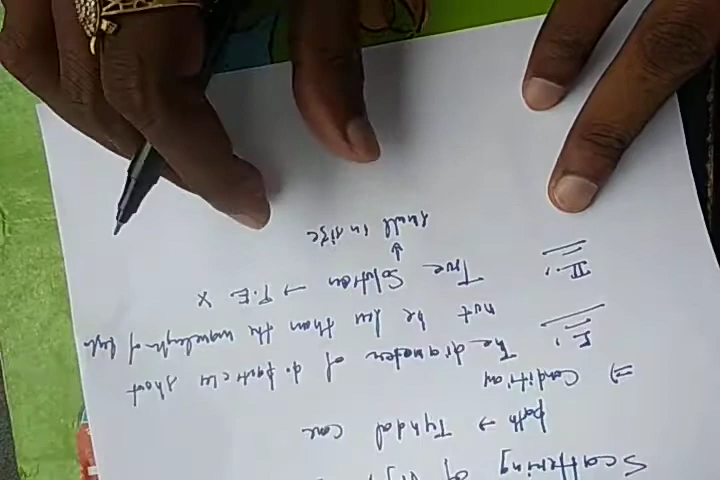 Scattering of
path → Tyndal cone
⇒ Condition
I: The diameter of d. particles should
not be less than the wavelength of light
II: True Solution → T.E ×
↓
small in size